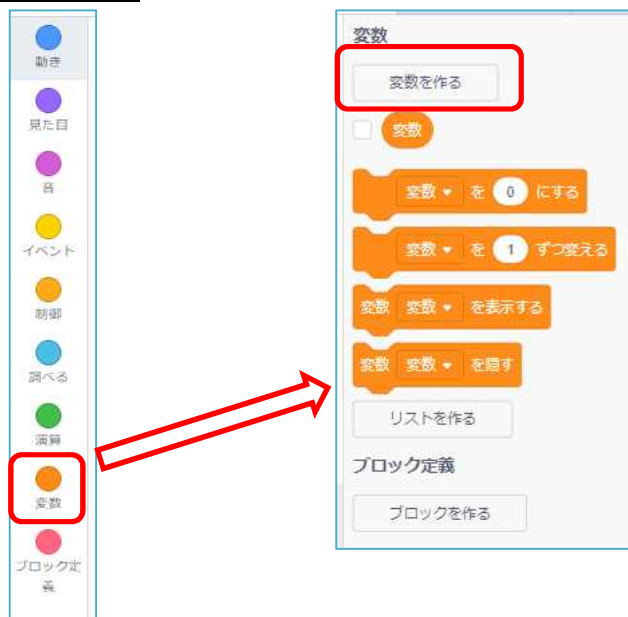 動き
見た目
音
イベント
制御
調べる
演算
変数
ブロック定
義
変数
変数を作る
変数
変数 を 0 にする
変数 を 1 ずつ変える
変数 変数 を表示する
変数 変数 を隠す
リストを作る
ブロック定義
ブロックを作る